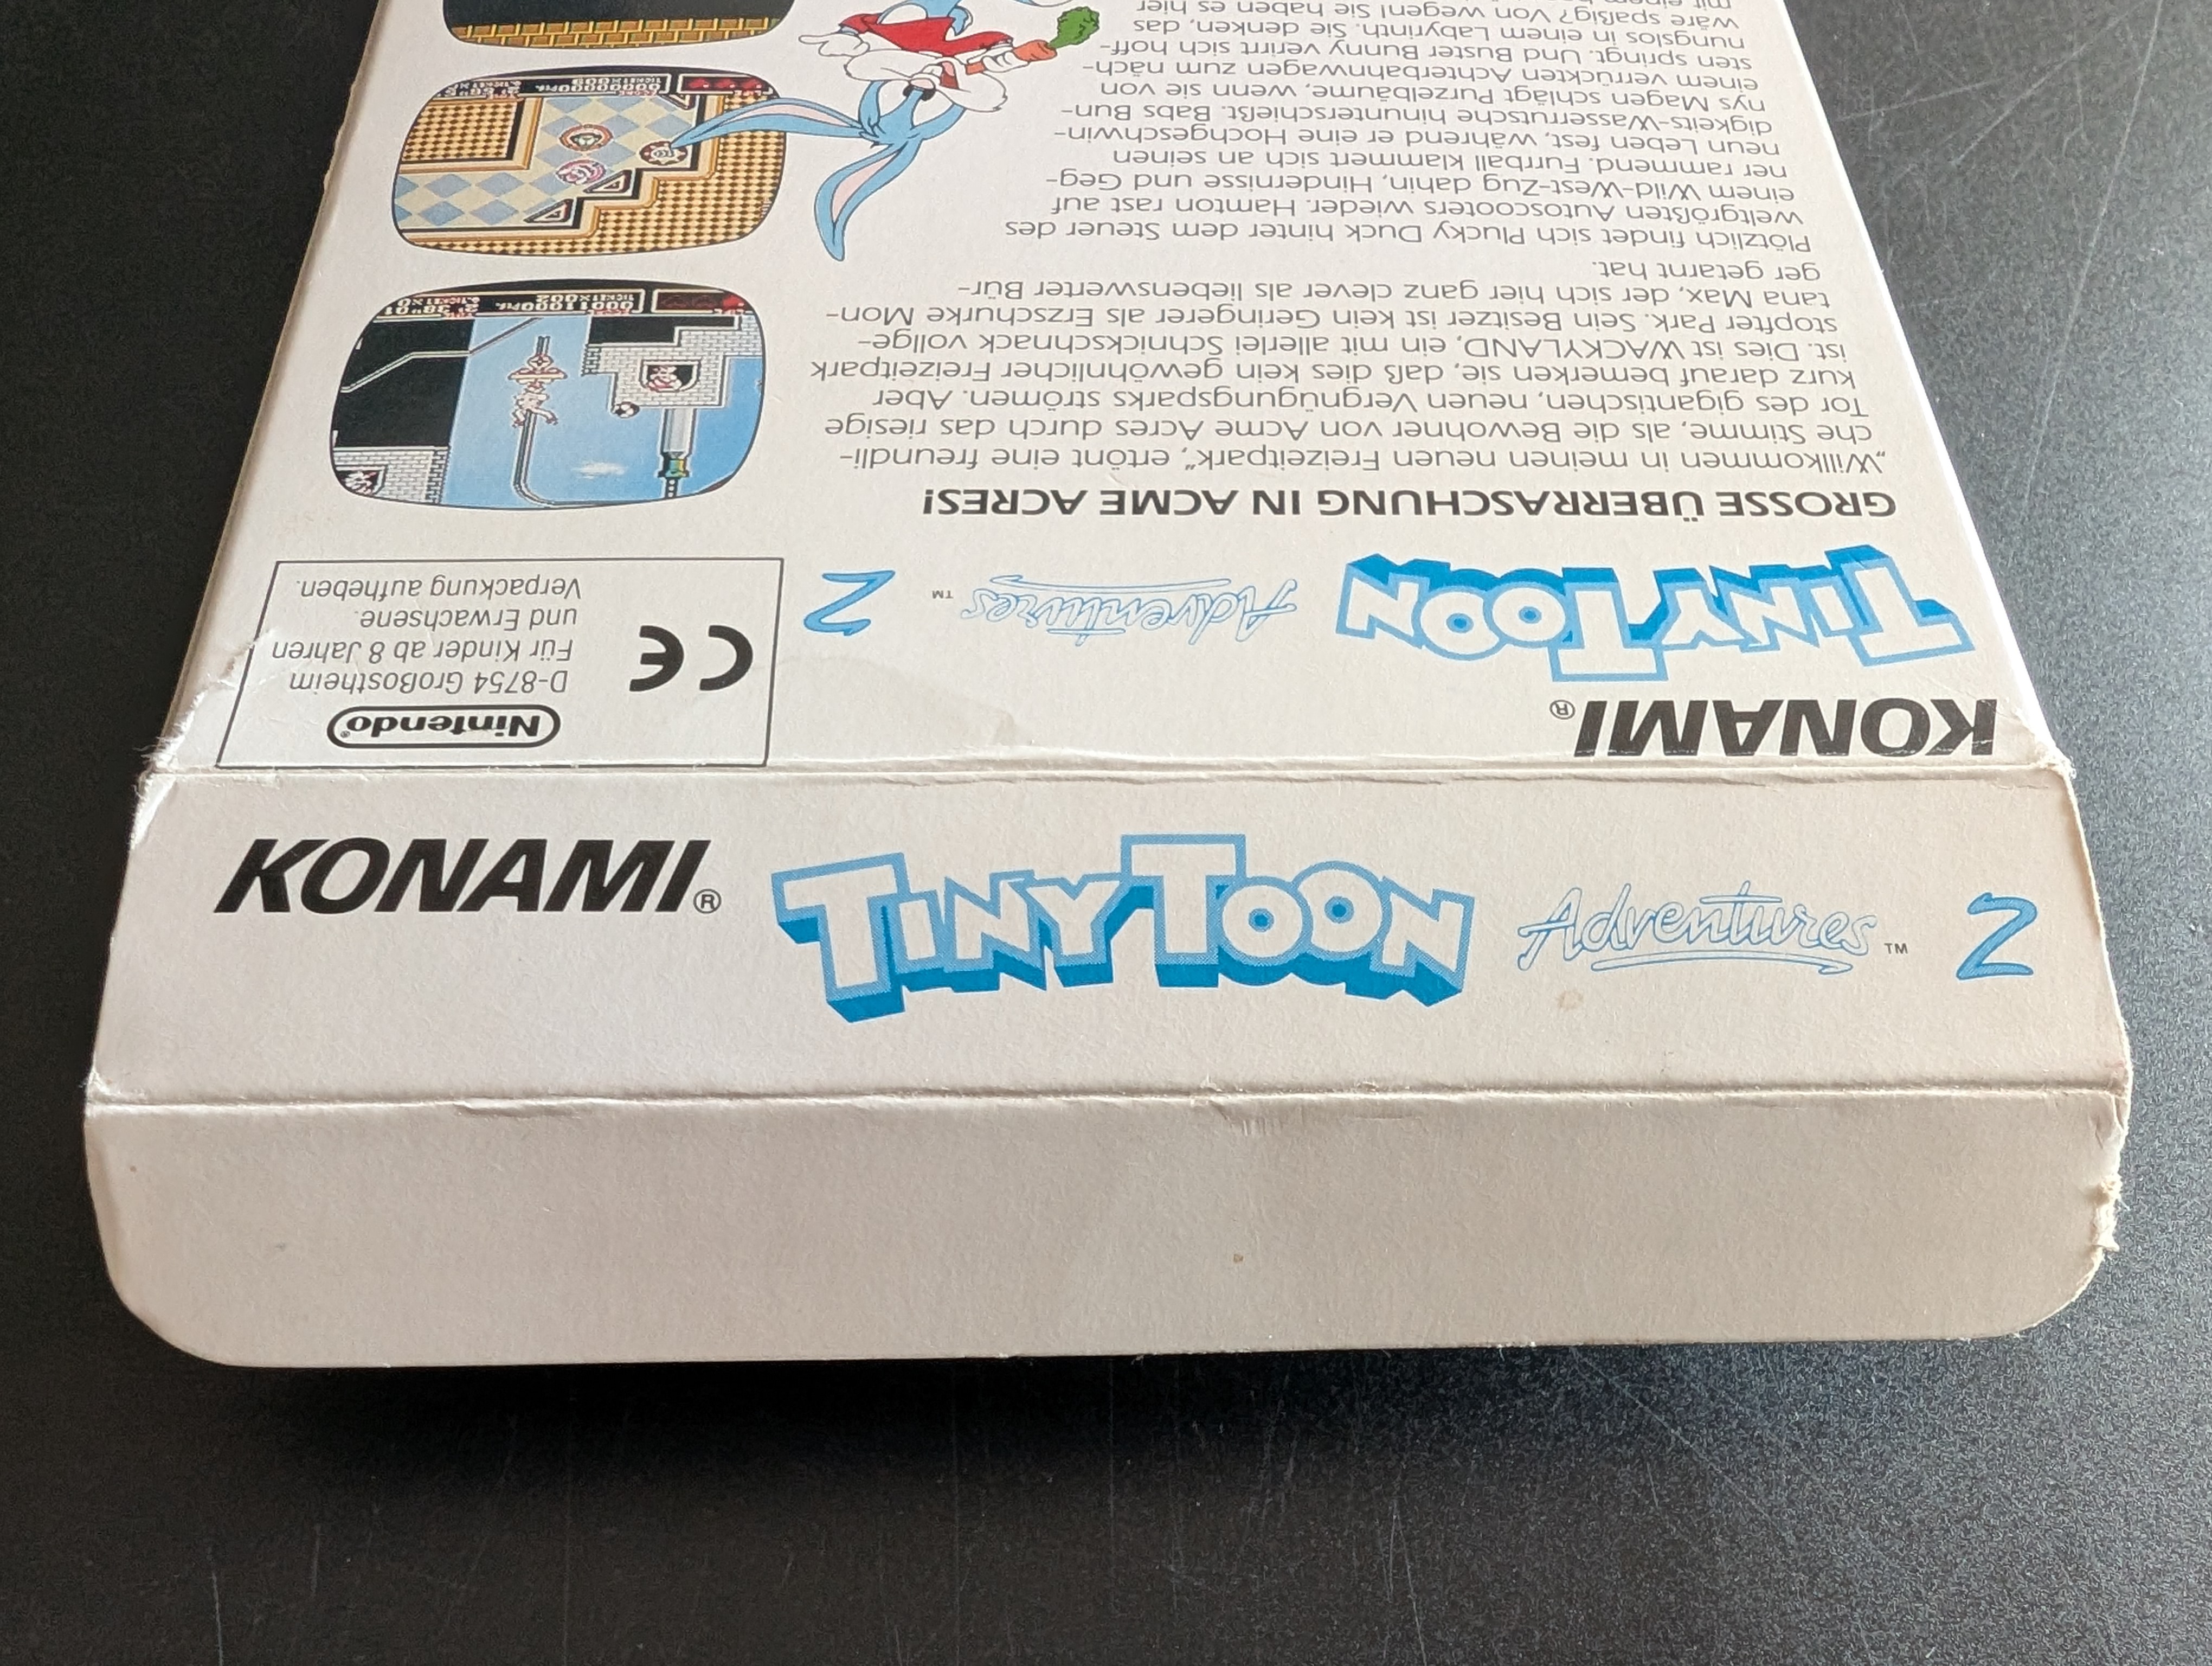 KONAMI®
TINY TOON Adventures™ 2
KONAMI®
TINY TOON Adventures™ 2
Nintendo®
D-8754 Großostheim
Für Kinder ab 8 Jahren
und Erwachsene.
Verpackung aufheben.
CE
GROSSE ÜBERRASCHUNG IN ACME ACRES!
„Willkommen in meinen neuen Freizeitpark“, ertönt eine freundli-
che Stimme, als die Bewohner von Acme Acres durch das riesige
Tor des gigantischen, neuen Vergnügungsparks strömen. Aber
kurz darauf bemerken sie, daß dies kein gewöhnlicher Freizeitpark
ist. Dies ist WACKYLAND, ein mit allerlei Schnickschnack vollge-
stopfter Park. Sein Besitzer ist kein Geringerer als Erzschurke Mon-
tana Max, der sich hier ganz clever als liebenswerter Bür-
ger getarnt hat.
Plötzlich findet sich Plucky Duck hinter dem Steuer des
weltgrößten Autoscooters wieder. Hamton rast auf
einem Wild-West-Zug dahin, Hindernisse und Geg-
ner rammend. Furrball klammert sich an seinen
neun Leben fest, während er eine Hochgeschwin-
digkeits-Wasserrutsche hinunterschießt. Babs Bun-
nys Magen schlägt Purzelbäume, wenn sie von
einem verrückten Achterbahnwagen zum näch-
sten springt. Und Buster Bunny verirrt sich hoff-
nungslos in einem Labyrinth. Sie denken, das
wäre spaßig? Von wegen! Sie haben es hier
mit einem